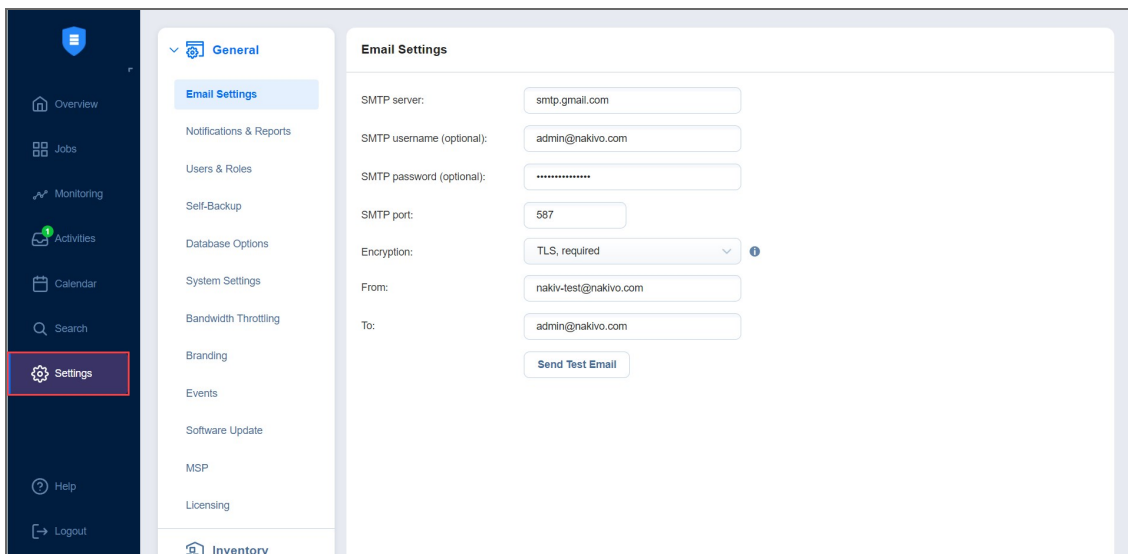 Overview
Jobs
Monitoring
1
Activities
Calendar
Search
Settings
Help
Logout
General
Email Settings
Notifications & Reports
Users & Roles
Self-Backup
Database Options
System Settings
Bandwidth Throttling
Branding
Events
Software Update
MSP
Licensing
Inventory
Email Settings
SMTP server: smtp.gmail.com
SMTP username (optional): admin@nakivo.com
SMTP password (optional): •••••••••••••••
SMTP port: 587
Encryption: TLS, required
From: nakiv-test@nakivo.com
To: admin@nakivo.com
Send Test Email